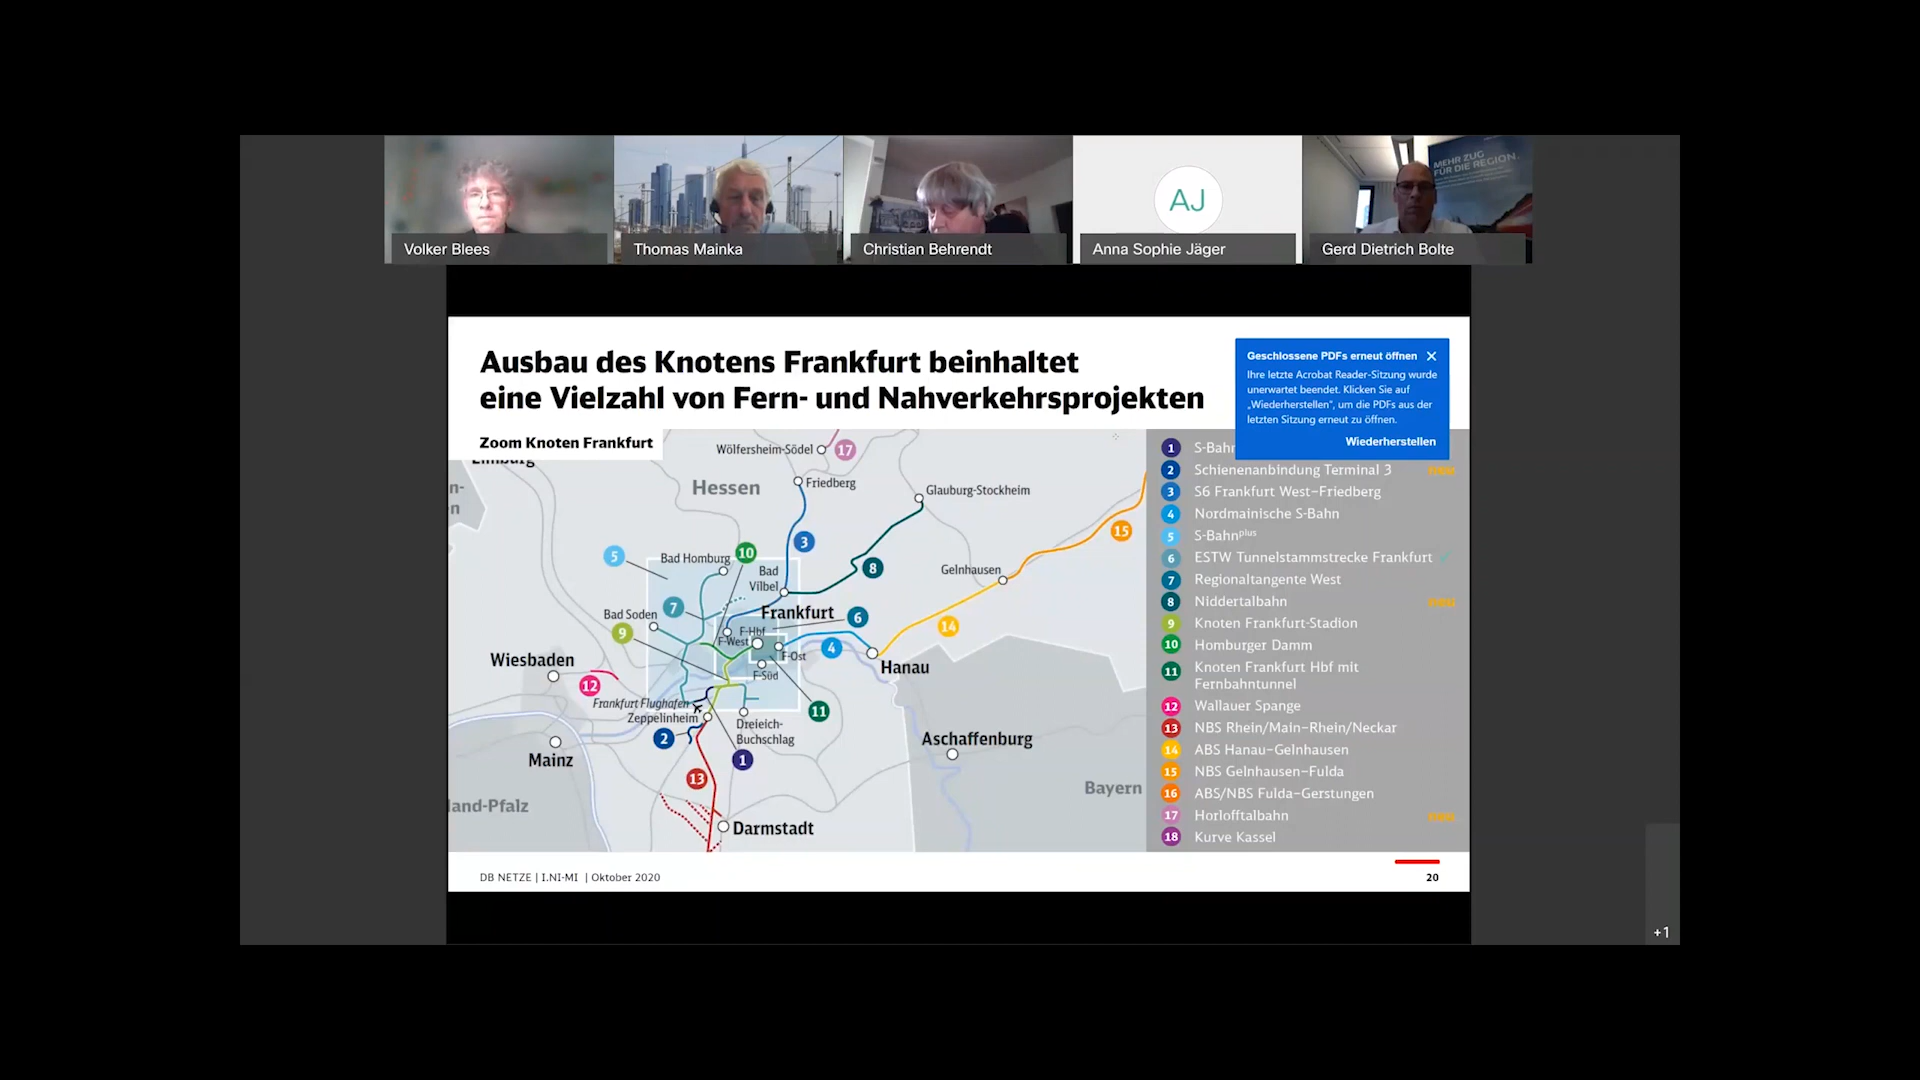 MEHR ZUG
FÜR DIE REGION.
AJ
Volker Blees
Thomas Mainka
Christian Behrendt
Anna Sophie Jäger
Gerd Dietrich Bolte
Ausbau des Knotens Frankfurt beinhaltet
eine Vielzahl von Fern- und Nahverkehrsprojekten
Geschlossene PDFs erneut öffnen
Ihre letzte Acrobat Reader-Sitzung wurde
unerwartet beendet. Klicken Sie auf
„Wiederherstellen“, um die PDFs aus der
letzten Sitzung erneut zu öffnen.
Wiederherstellen
Zoom Knoten Frankfurt
Limburg
Wölfersheim-Södel
17
Hessen
Friedberg
Glauburg-Stockheim
n-
n
3
15
5
Bad Homburg
10
Bad
Vilbel
8
Gelnhausen
7
Bad Soden
Frankfurt
6
9
F-Hbf
F-West
F-Ost
4
14
F-Süd
Hanau
Wiesbaden
12
Frankfurt Flughafen
Zeppelinheim
11
2
Dreieich-
Buchschlag
Mainz
1
Aschaffenburg
13
Bayern
land-Pfalz
Darmstadt
1 S-Bahn
2 Schienenanbindung Terminal 3
3 S6 Frankfurt West–Friedberg
4 Nordmainische S-Bahn
5 S-Bahnplus
6 ESTW Tunnelstammstrecke Frankfurt ✓
7 Regionaltangente West
8 Niddertalbahn
9 Knoten Frankfurt-Stadion
10 Homburger Damm
11 Knoten Frankfurt Hbf mit
Fernbahntunnel
12 Wallauer Spange
13 NBS Rhein/Main–Rhein/Neckar
14 ABS Hanau–Gelnhausen
15 NBS Gelnhausen–Fulda
16 ABS/NBS Fulda–Gerstungen
17 Horlofftalbahn
18 Kurve Kassel
DB NETZE | I.NI-MI | Oktober 2020
20
+1